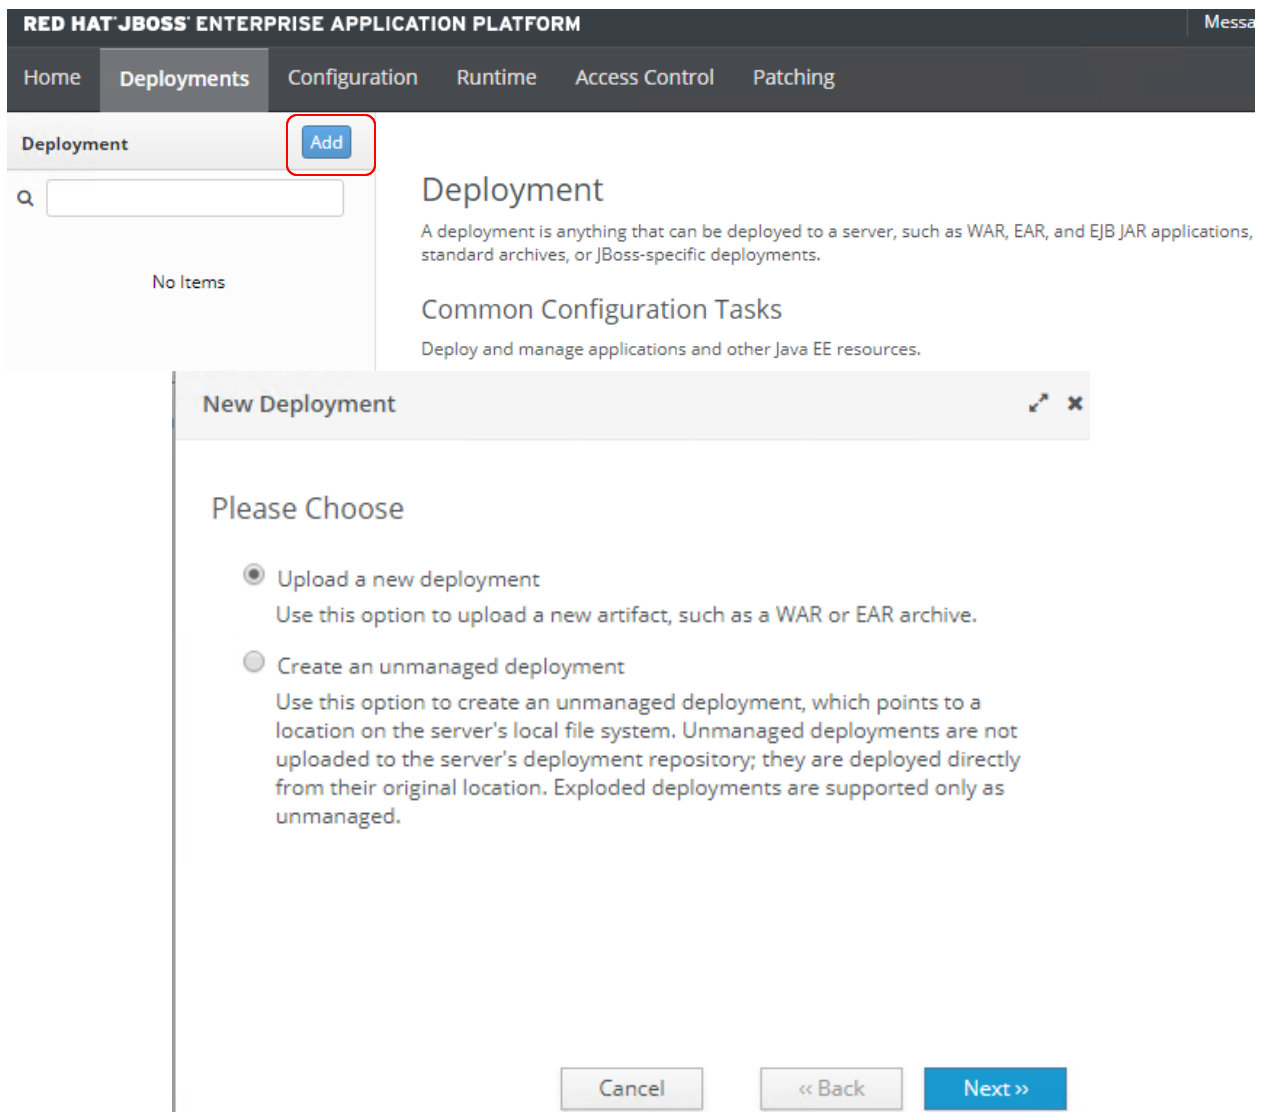 RED HAT JBOSS ENTERPRISE APPLICATION PLATFORM
Messa
Home Deployments Configuration Runtime Access Control Patching
Deployment Add
No Items
Deployment
A deployment is anything that can be deployed to a server, such as WAR, EAR, and EJB JAR applications,
standard archives, or JBoss-specific deployments.
Common Configuration Tasks
Deploy and manage applications and other Java EE resources.
New Deployment
Please Choose
Upload a new deployment
Use this option to upload a new artifact, such as a WAR or EAR archive.
Create an unmanaged deployment
Use this option to create an unmanaged deployment, which points to a
location on the server's local file system. Unmanaged deployments are not
uploaded to the server's deployment repository; they are deployed directly
from their original location. Exploded deployments are supported only as
unmanaged.
Cancel ‹‹ Back Next ››